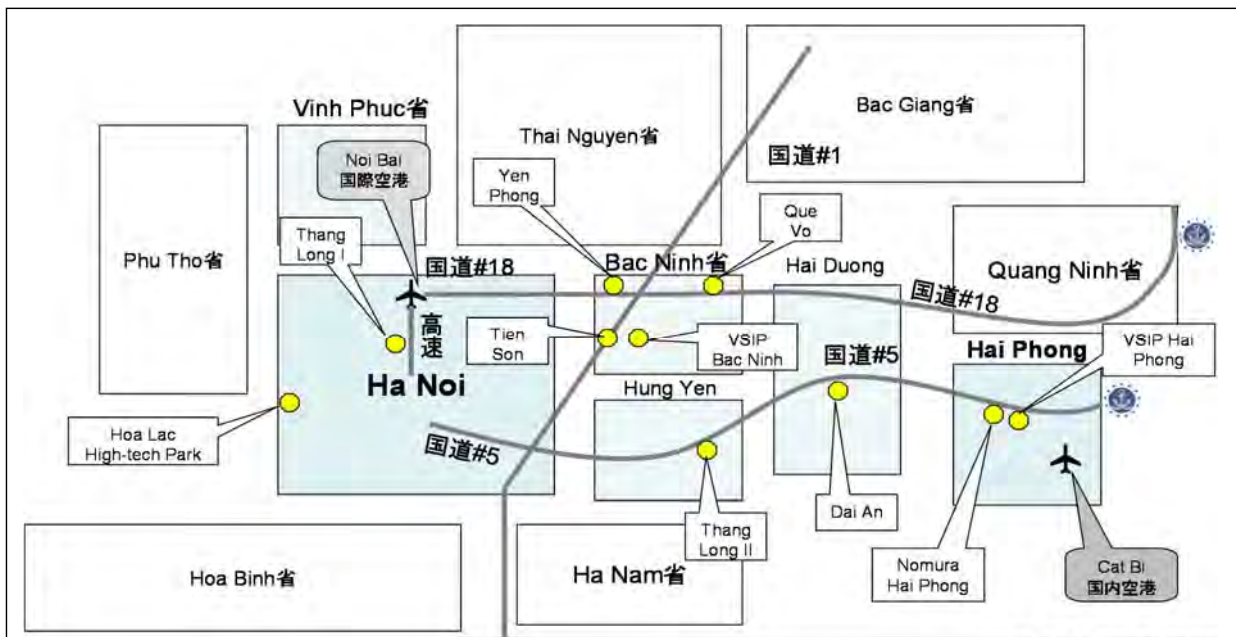 Vinh Phuc省
Thai Nguyen省
Bac Giang省
国道#1
Noi Bai
国際空港
Yen
Phong
Que
Vo
Thang
Long I
Phu Tho省
国道#18
Bac Ninh省
Hai Duong
Quang Ninh省
国道#18
高速
Tien
Son
VSIP
Bac Ninh
国道#5
Hai Phong
VSIP Hai
Phong
Ha Noi
Hung Yen
Hoa Lac
High-tech Park
国道#5
Dai An
Thang
Long II
Nomura
Hai Phong
Cat Bi
国内空港
Hoa Binh省
Ha Nam省